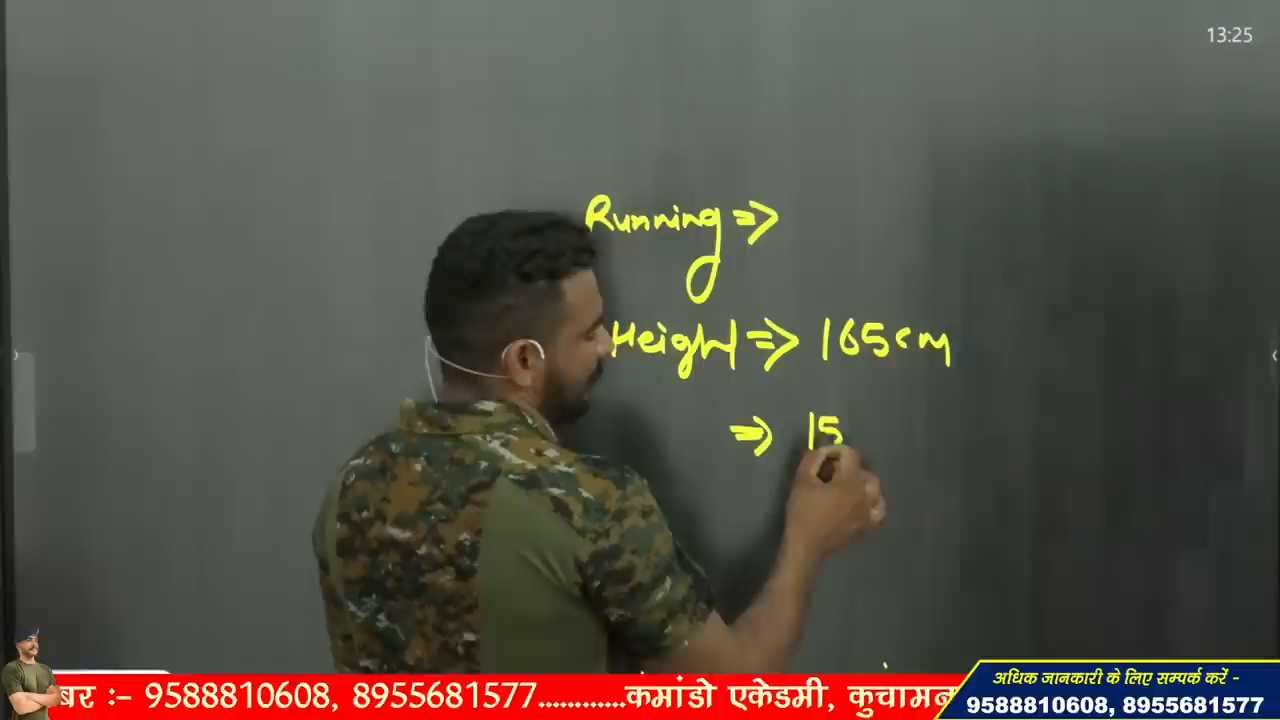 13:25
Running ⇒
Height ⇒ 165cm
⇒ 15
बर :- 9588810608, 8955681577............कमांडो एकेडमी, कुचामन
अधिक जानकारी के लिए सम्पर्क करें -
9588810608, 8955681577